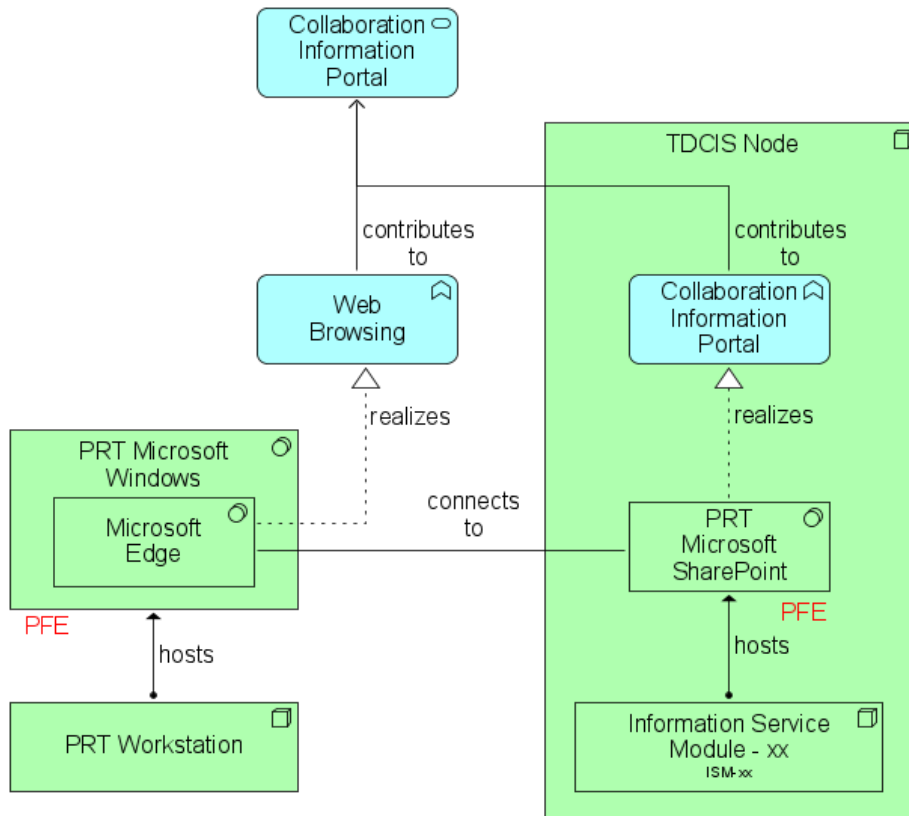 Collaboration
Information
Portal
TDCIS Node
contributes
to
contributes
to
Web
Browsing
Collaboration
Information
Portal
realizes
realizes
PRT Microsoft
Windows
Microsoft
Edge
connects
to
PRT
Microsoft
SharePoint
PFE
PFE
hosts
hosts
PRT Workstation
Information Service
Module - xx
ISM-xx